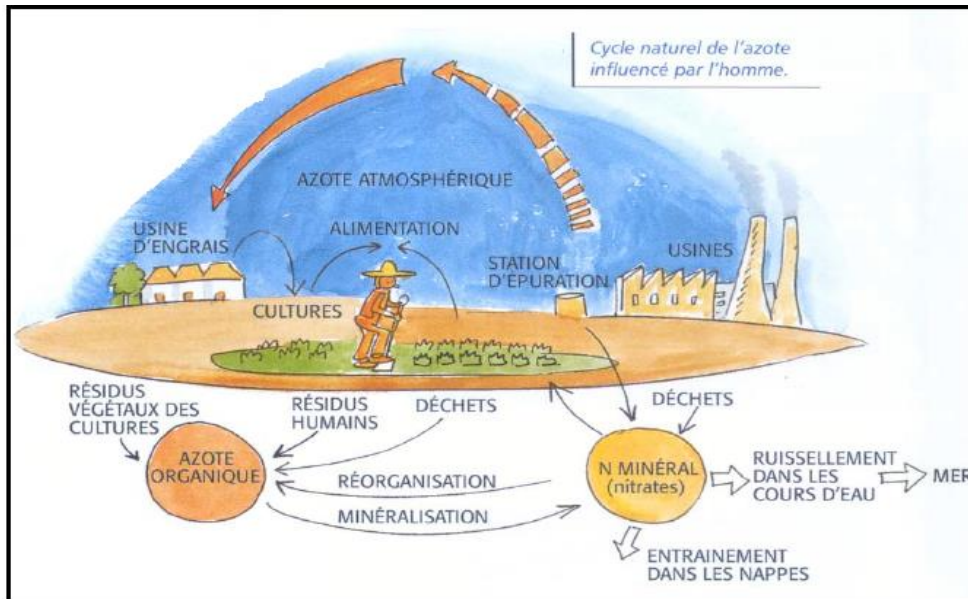 Cycle naturel de l'azote
influencé par l'homme.
AZOTE ATMOSPHÉRIQUE
USINE
D'ENGRAIS
ALIMENTATION
STATION
D'ÉPURATION
USINES
CULTURES
RÉSIDUS
VÉGÉTAUX DES
CULTURES
RÉSIDUS
HUMAINS
DÉCHETS
DÉCHETS
AZOTE
ORGANIQUE
RÉORGANISATION
MINÉRALISATION
N MINÉRAL
(nitrates)
RUISSELLEMENT
DANS LES
COURS D'EAU
MER
ENTRAINEMENT
DANS LES NAPPES